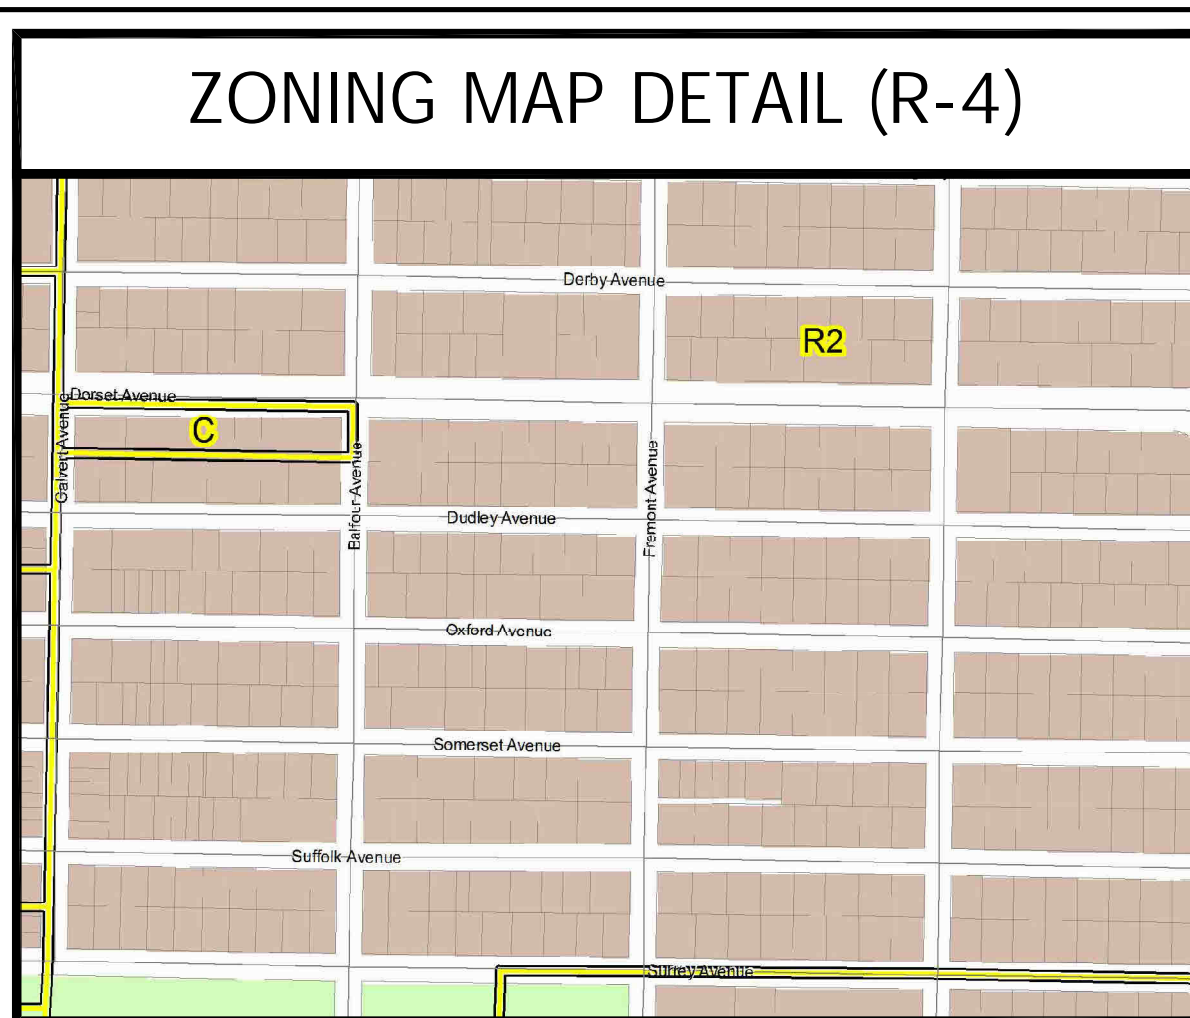 ZONING MAP DETAIL (R-4)
Derby Avenue
R2
Dorset Avenue
C
Calvert Avenue
Balfour Avenue
Fremont Avenue
Dudley Avenue
Oxford Avenue
Somerset Avenue
Suffolk Avenue
Surrey Avenue